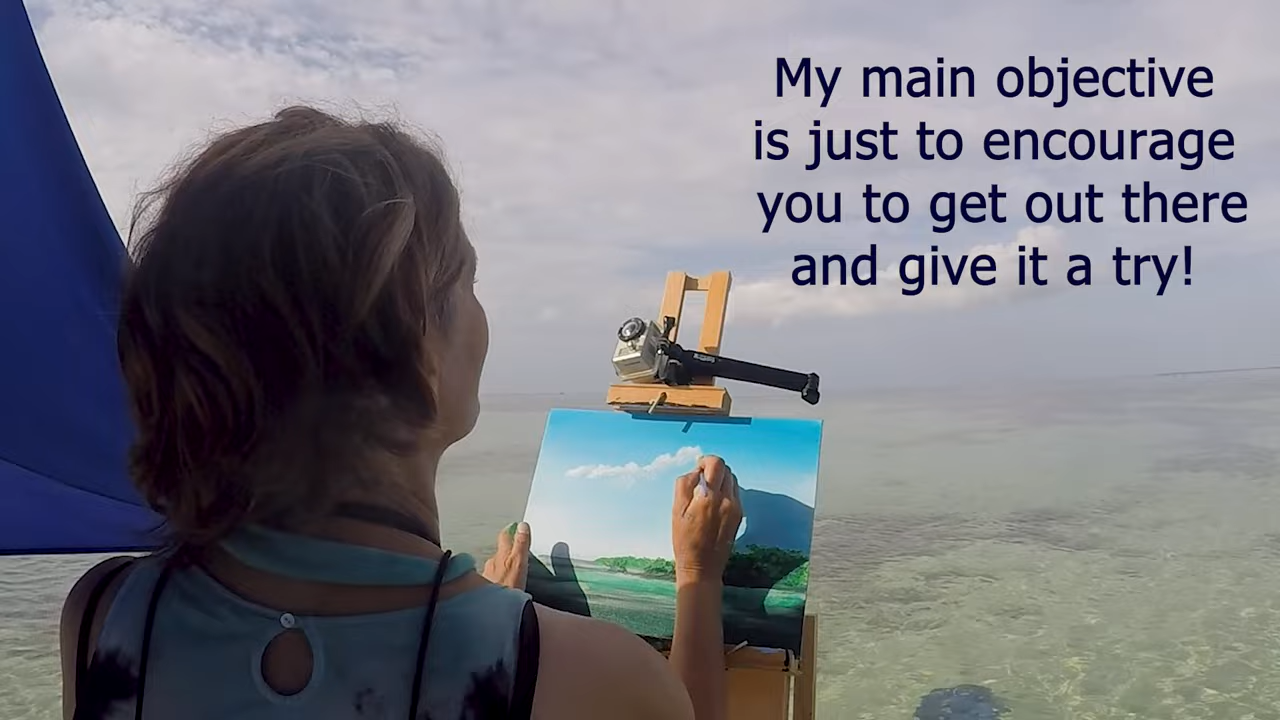 My main objective
is just to encourage
you to get out there
and give it a try!